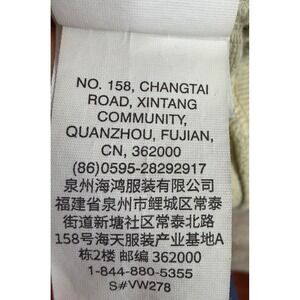 NO. 158, CHANGTAI
ROAD, XINTANG
COMMUNITY,
QUANZHOU, FUJIAN,
CN, 362000
(86)0595-28292917
泉州海鸿服装有限公司
福建省泉州市鲤城区常泰
街道新塘社区常泰北路
158号海天服装产业基地A
栋2楼 邮编 362000
1-844-880-5355
S#VW278